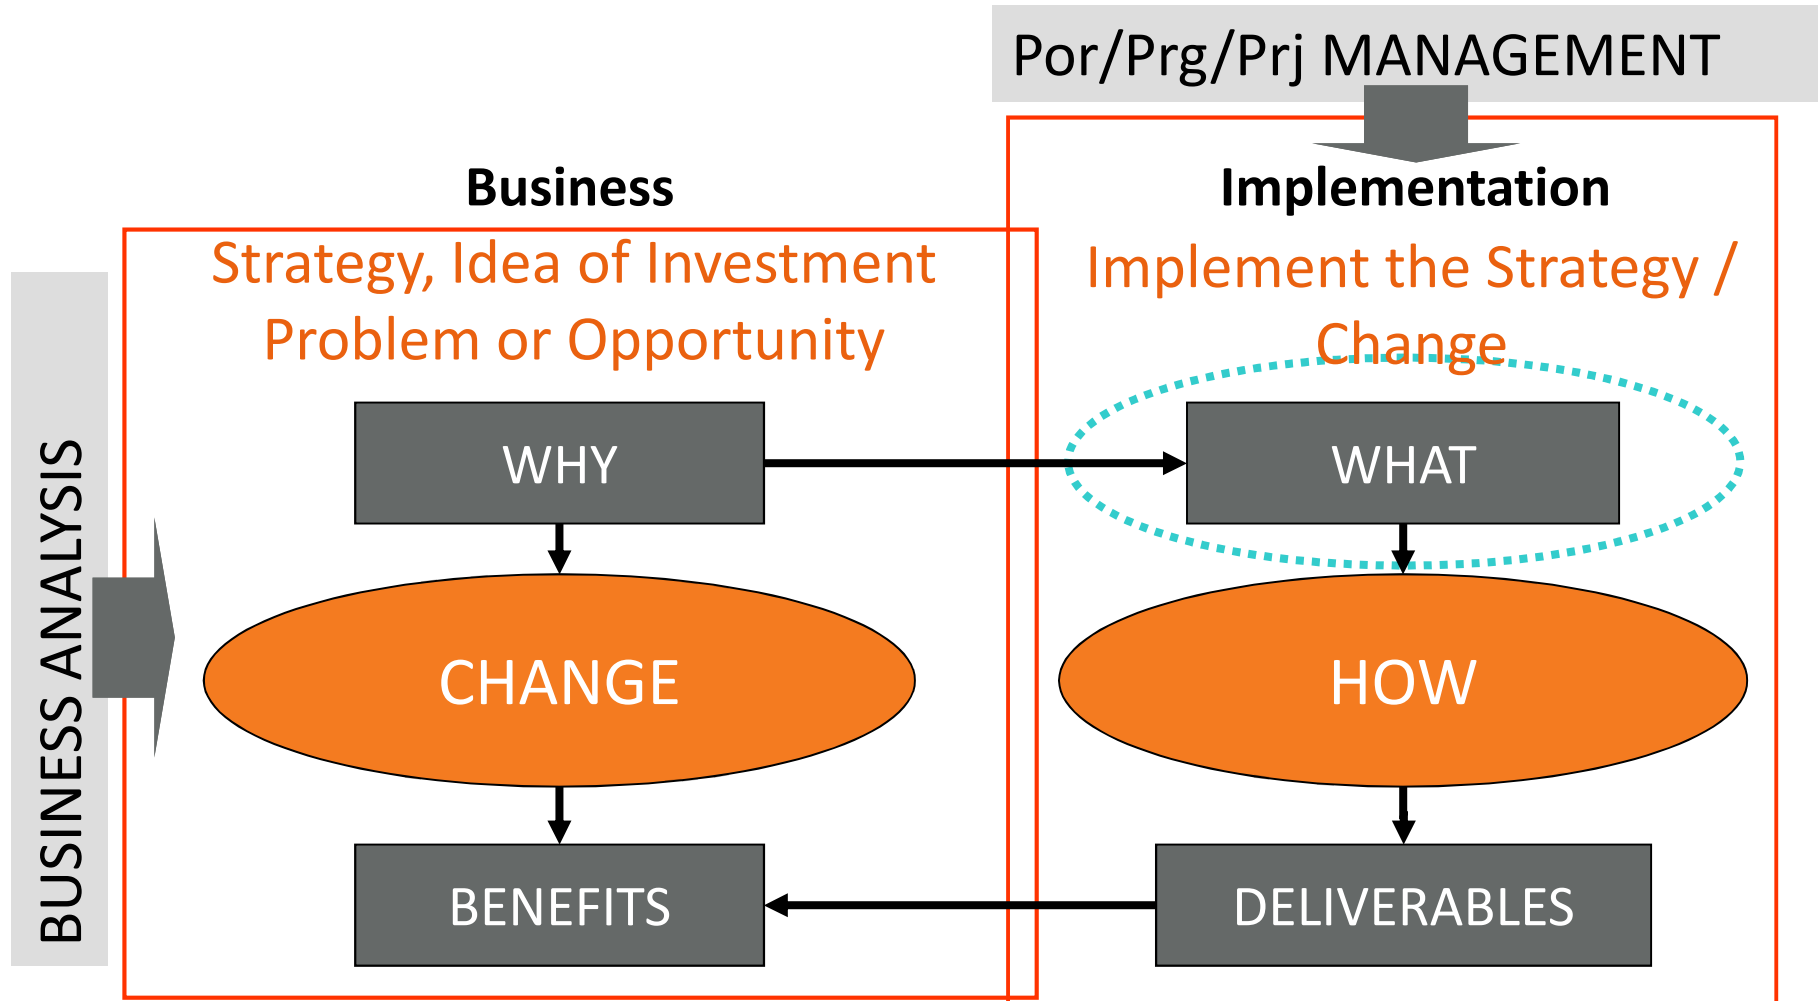 Por/Prg/Prj MANAGEMENT
Business
Implementation
Strategy, Idea of Investment
Problem or Opportunity
Implement the Strategy /
Change
BUSINESS ANALYSIS
WHY
WHAT
CHANGE
HOW
BENEFITS
DELIVERABLES